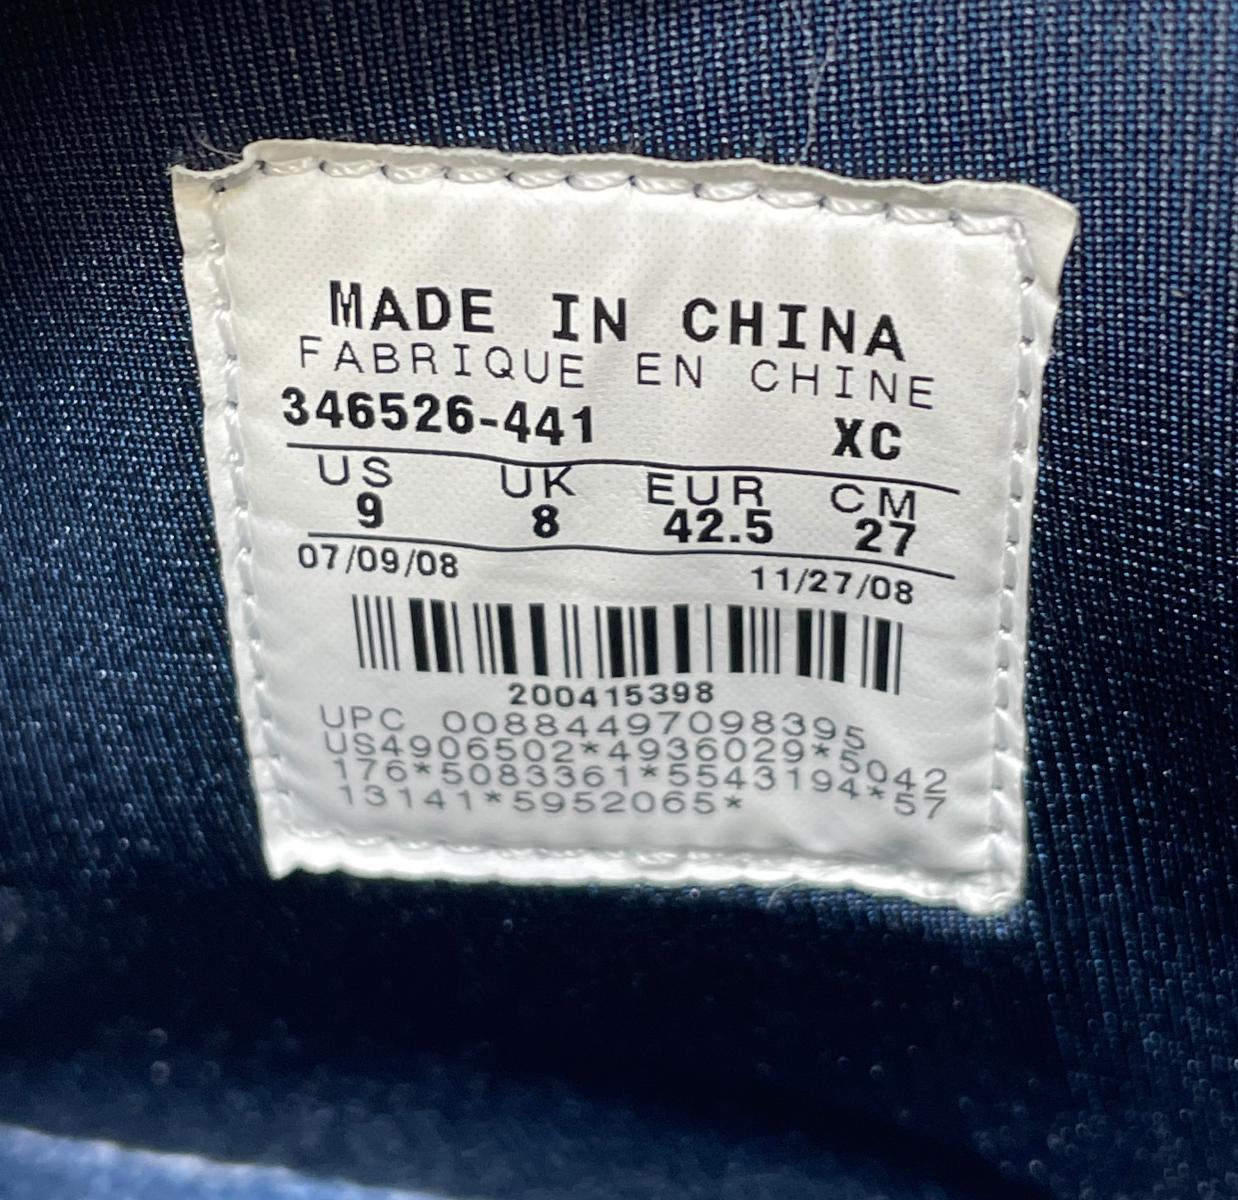 MADE IN CHINA
FABRIQUE EN CHINE
346526-441 XC
US UK EUR CM
9 8 42.5 27
07/09/08 11/27/08
200415398
UPC 00884497098395
US4906502*4936029*5042
176*5083361*5543194*57
13141*5952065*